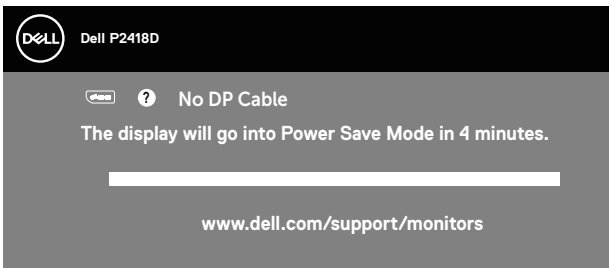 DELL Dell P2418D
? No DP Cable
The display will go into Power Save Mode in 4 minutes.
www.dell.com/support/monitors